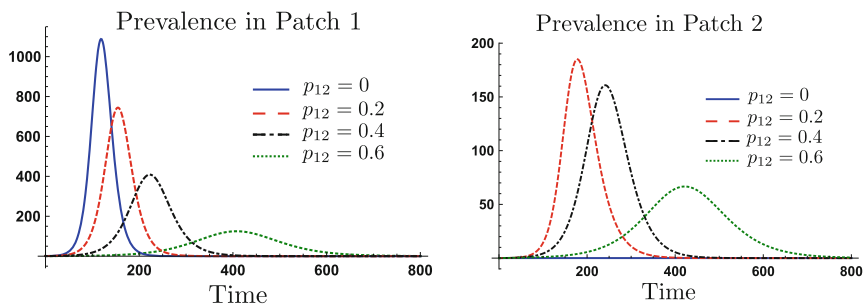 Prevalence in Patch 1
1000
800
600
400
200
200 400 600 800
Time
p₁₂ = 0
p₁₂ = 0.2
p₁₂ = 0.4
p₁₂ = 0.6
Prevalence in Patch 2
200
150
100
50
200 400 600 800
Time
p₁₂ = 0
p₁₂ = 0.2
p₁₂ = 0.4
p₁₂ = 0.6